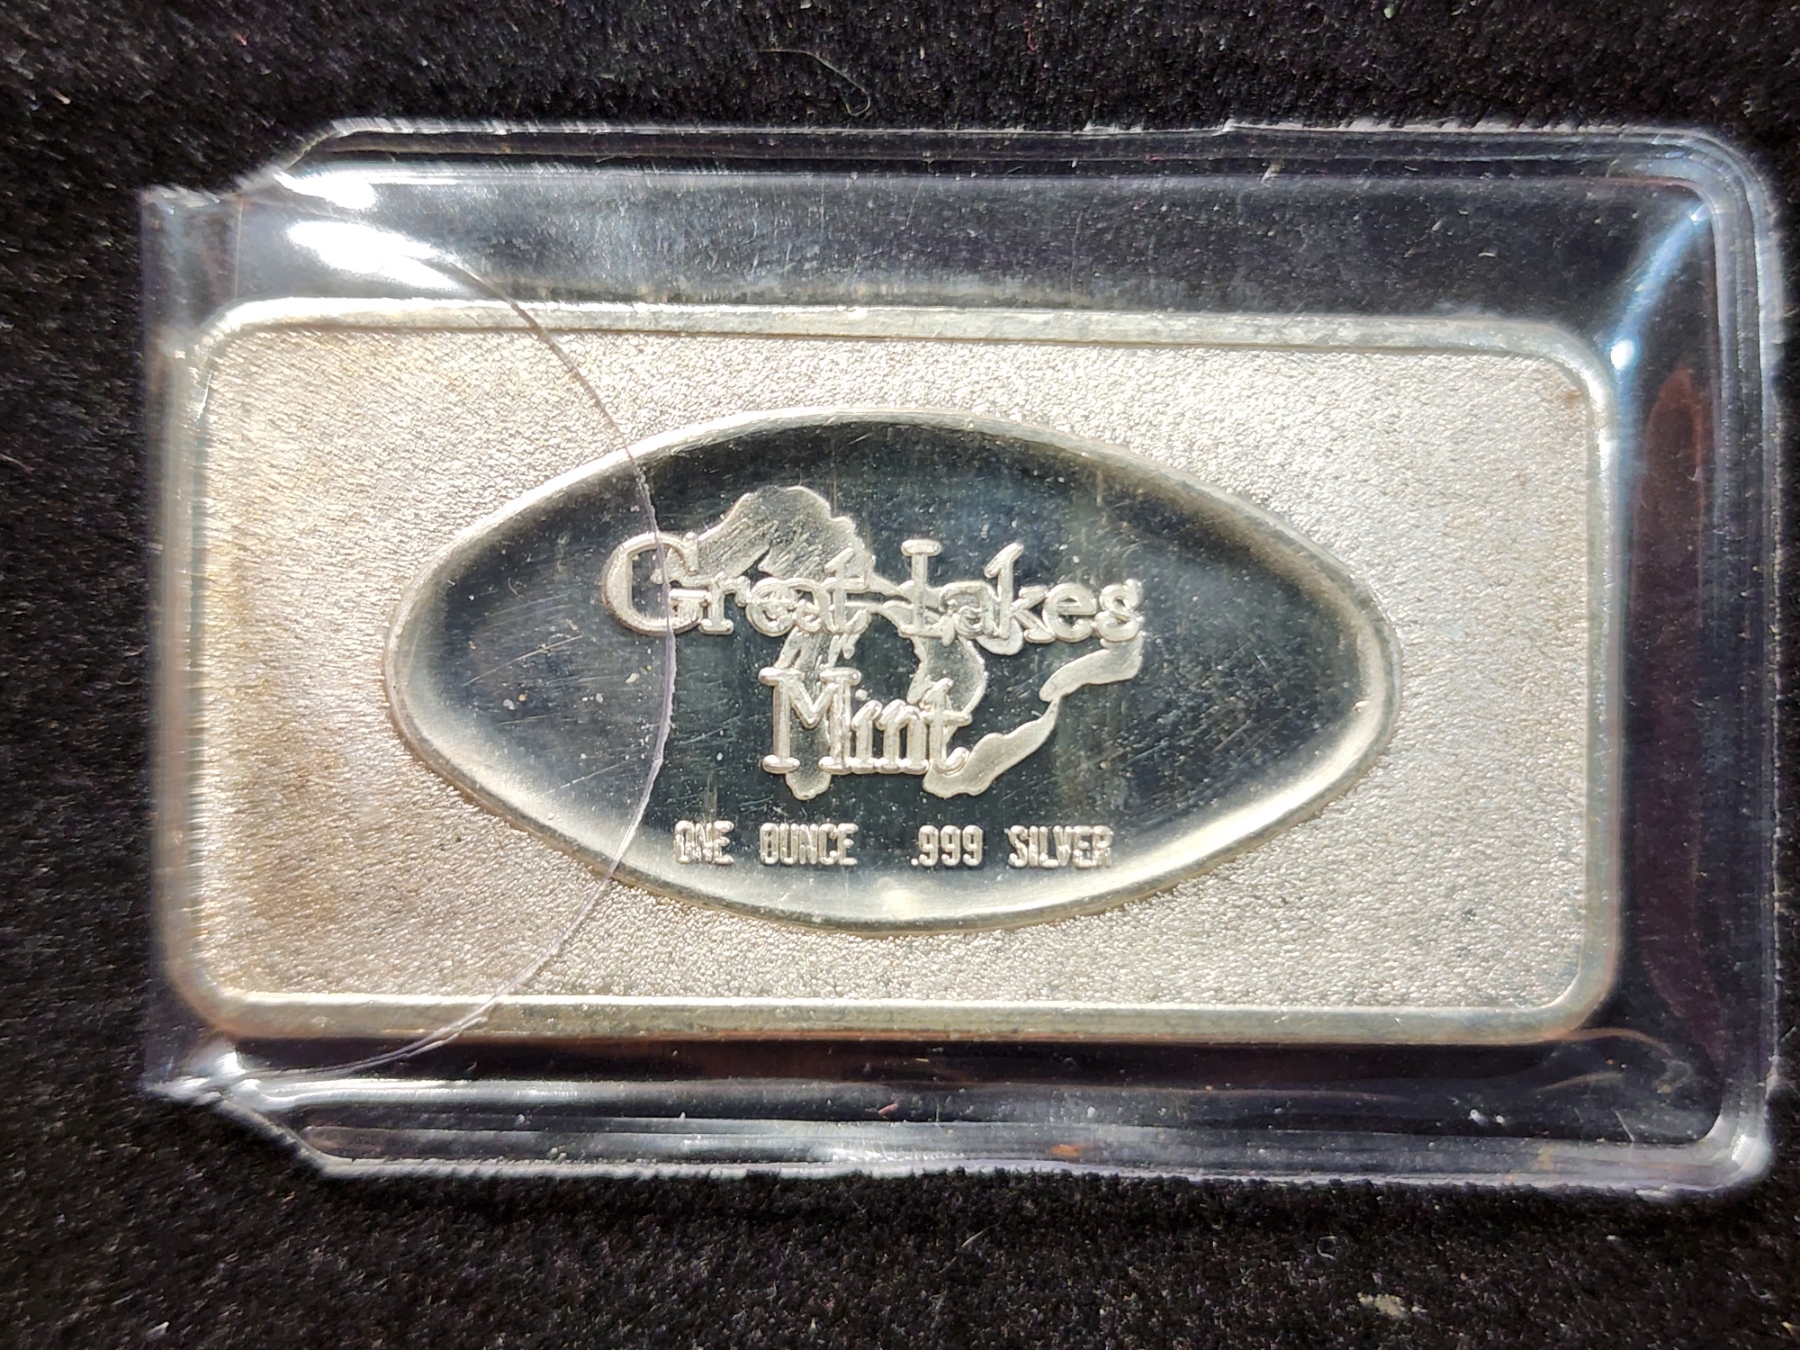 Great Lakes
Mint
ONE OUNCE .999 SILVER